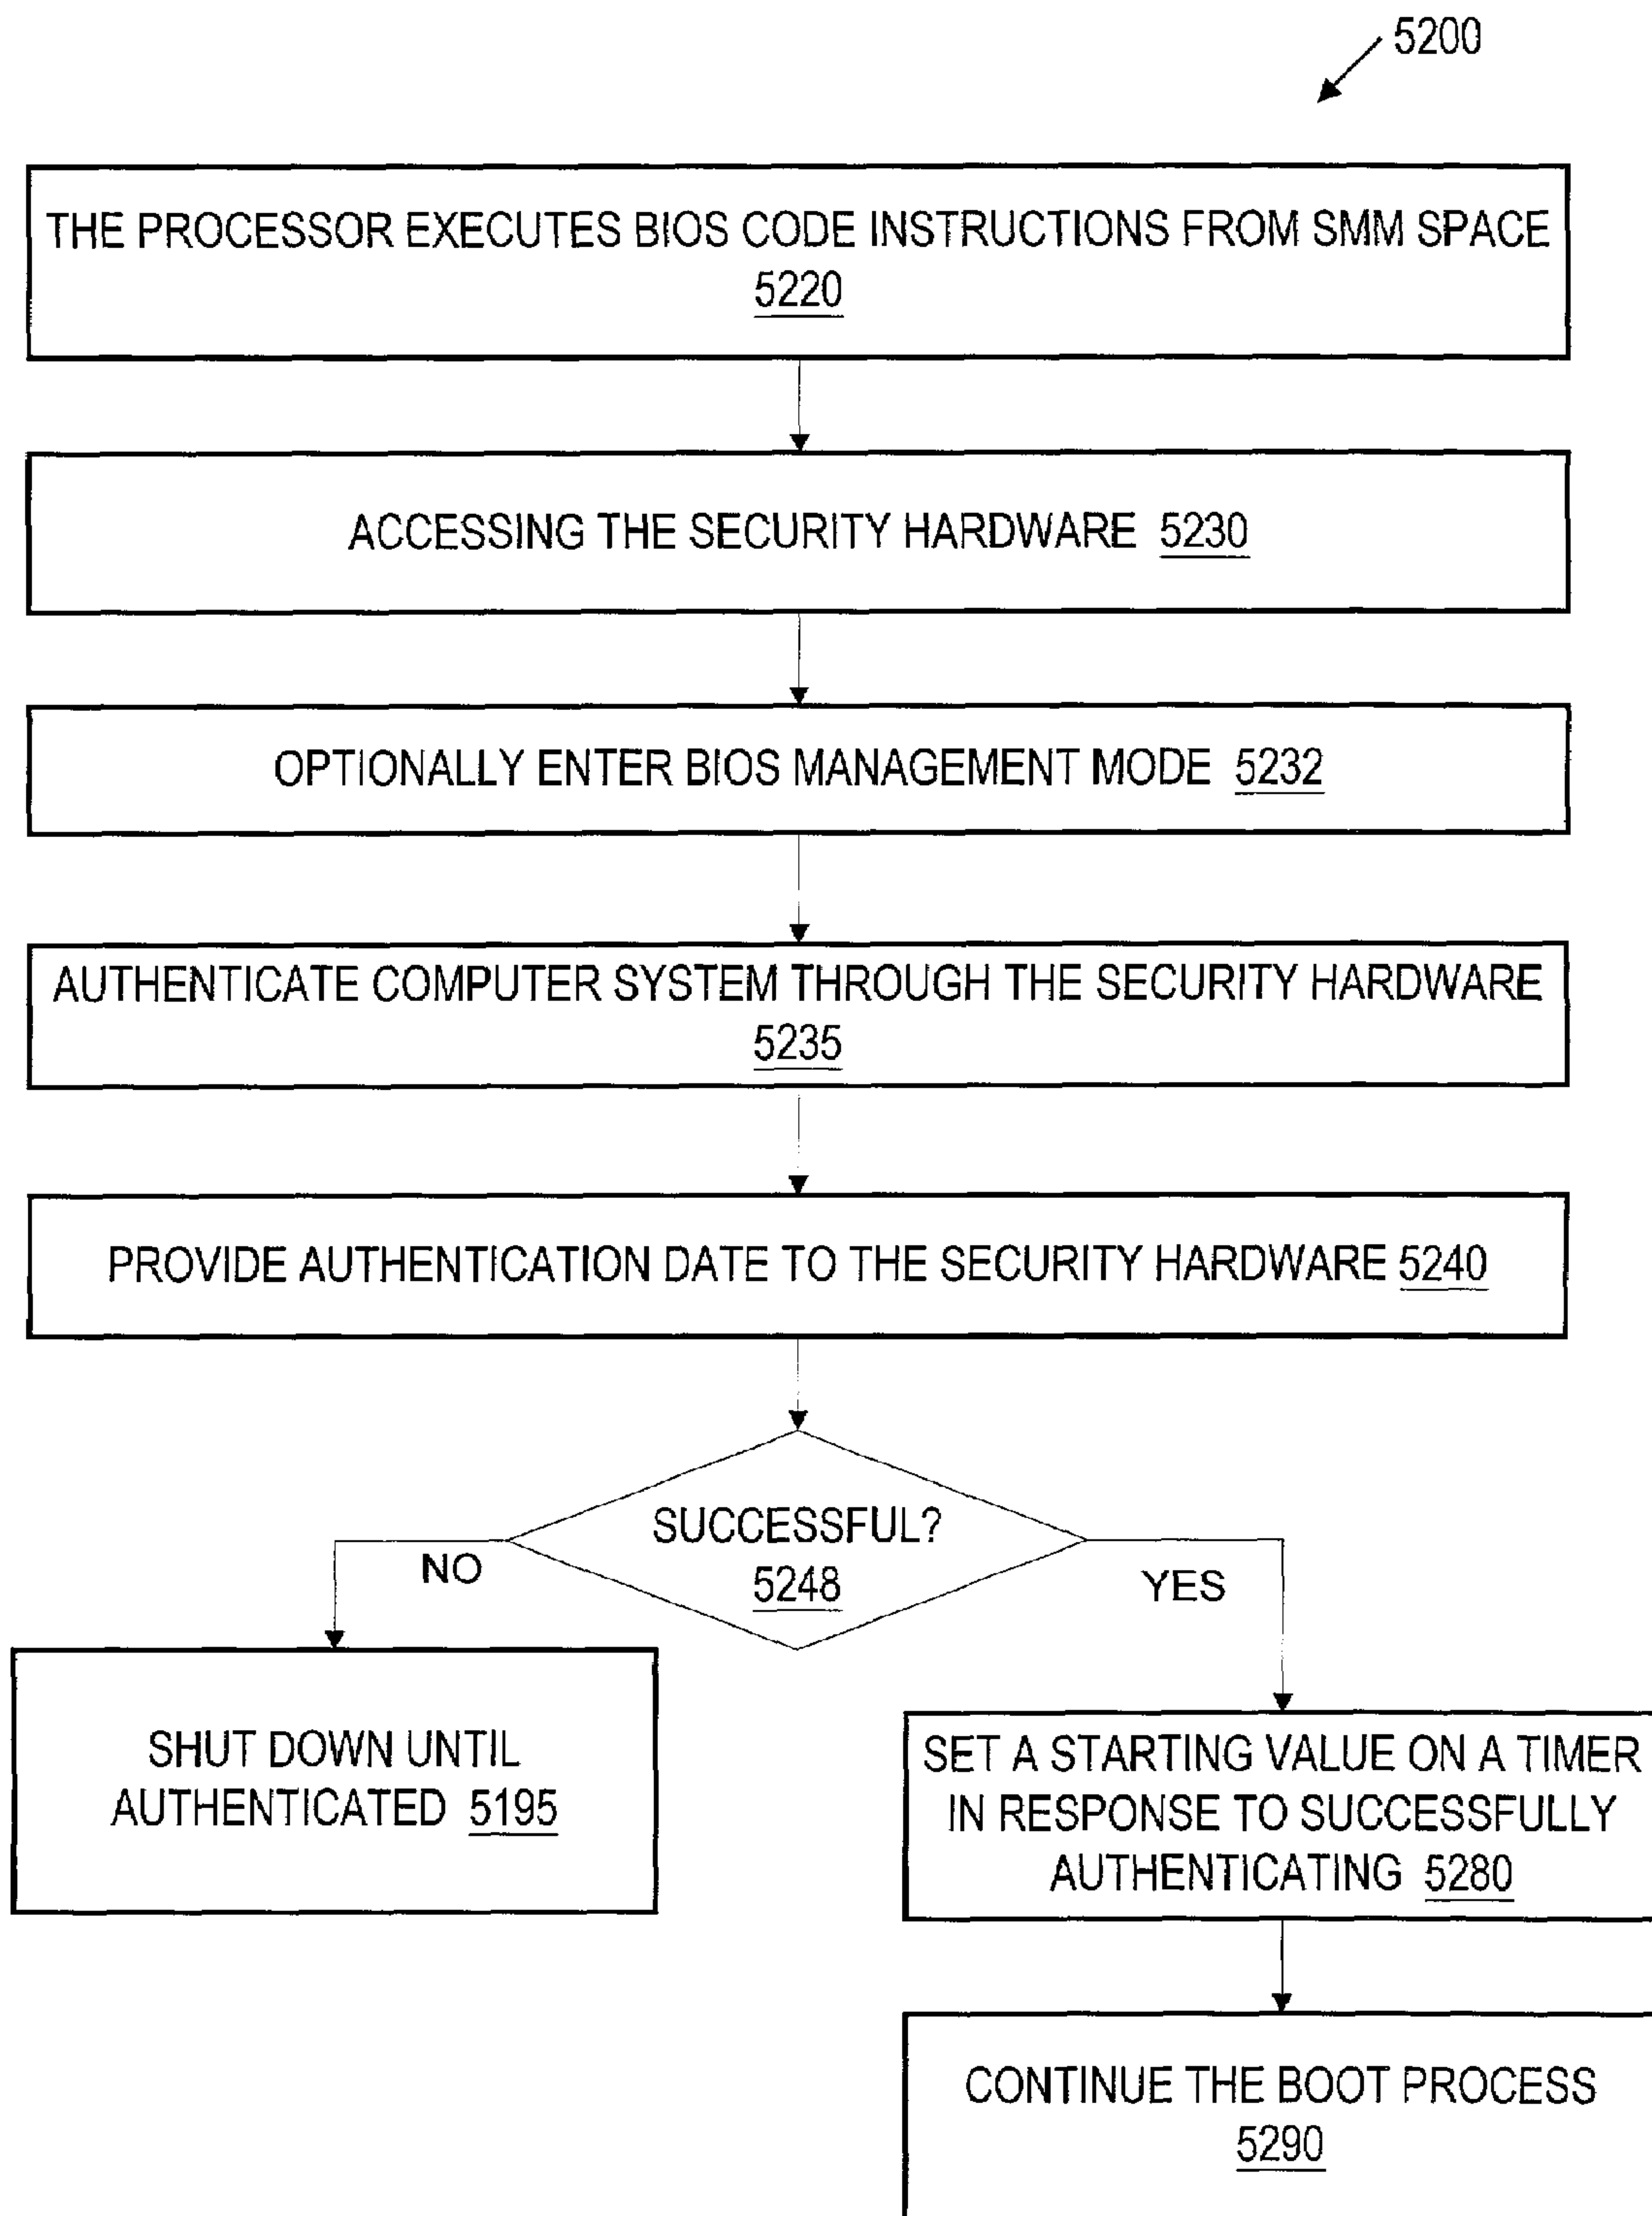 5200
THE PROCESSOR EXECUTES BIOS CODE INSTRUCTIONS FROM SMM SPACE
5220
ACCESSING THE SECURITY HARDWARE 5230
OPTIONALLY ENTER BIOS MANAGEMENT MODE 5232
AUTHENTICATE COMPUTER SYSTEM THROUGH THE SECURITY HARDWARE
5235
PROVIDE AUTHENTICATION DATE TO THE SECURITY HARDWARE 5240
SUCCESSFUL?
5248
NO
YES
SHUT DOWN UNTIL
AUTHENTICATED 5195
SET A STARTING VALUE ON A TIMER
IN RESPONSE TO SUCCESSFULLY
AUTHENTICATING 5280
CONTINUE THE BOOT PROCESS
5290